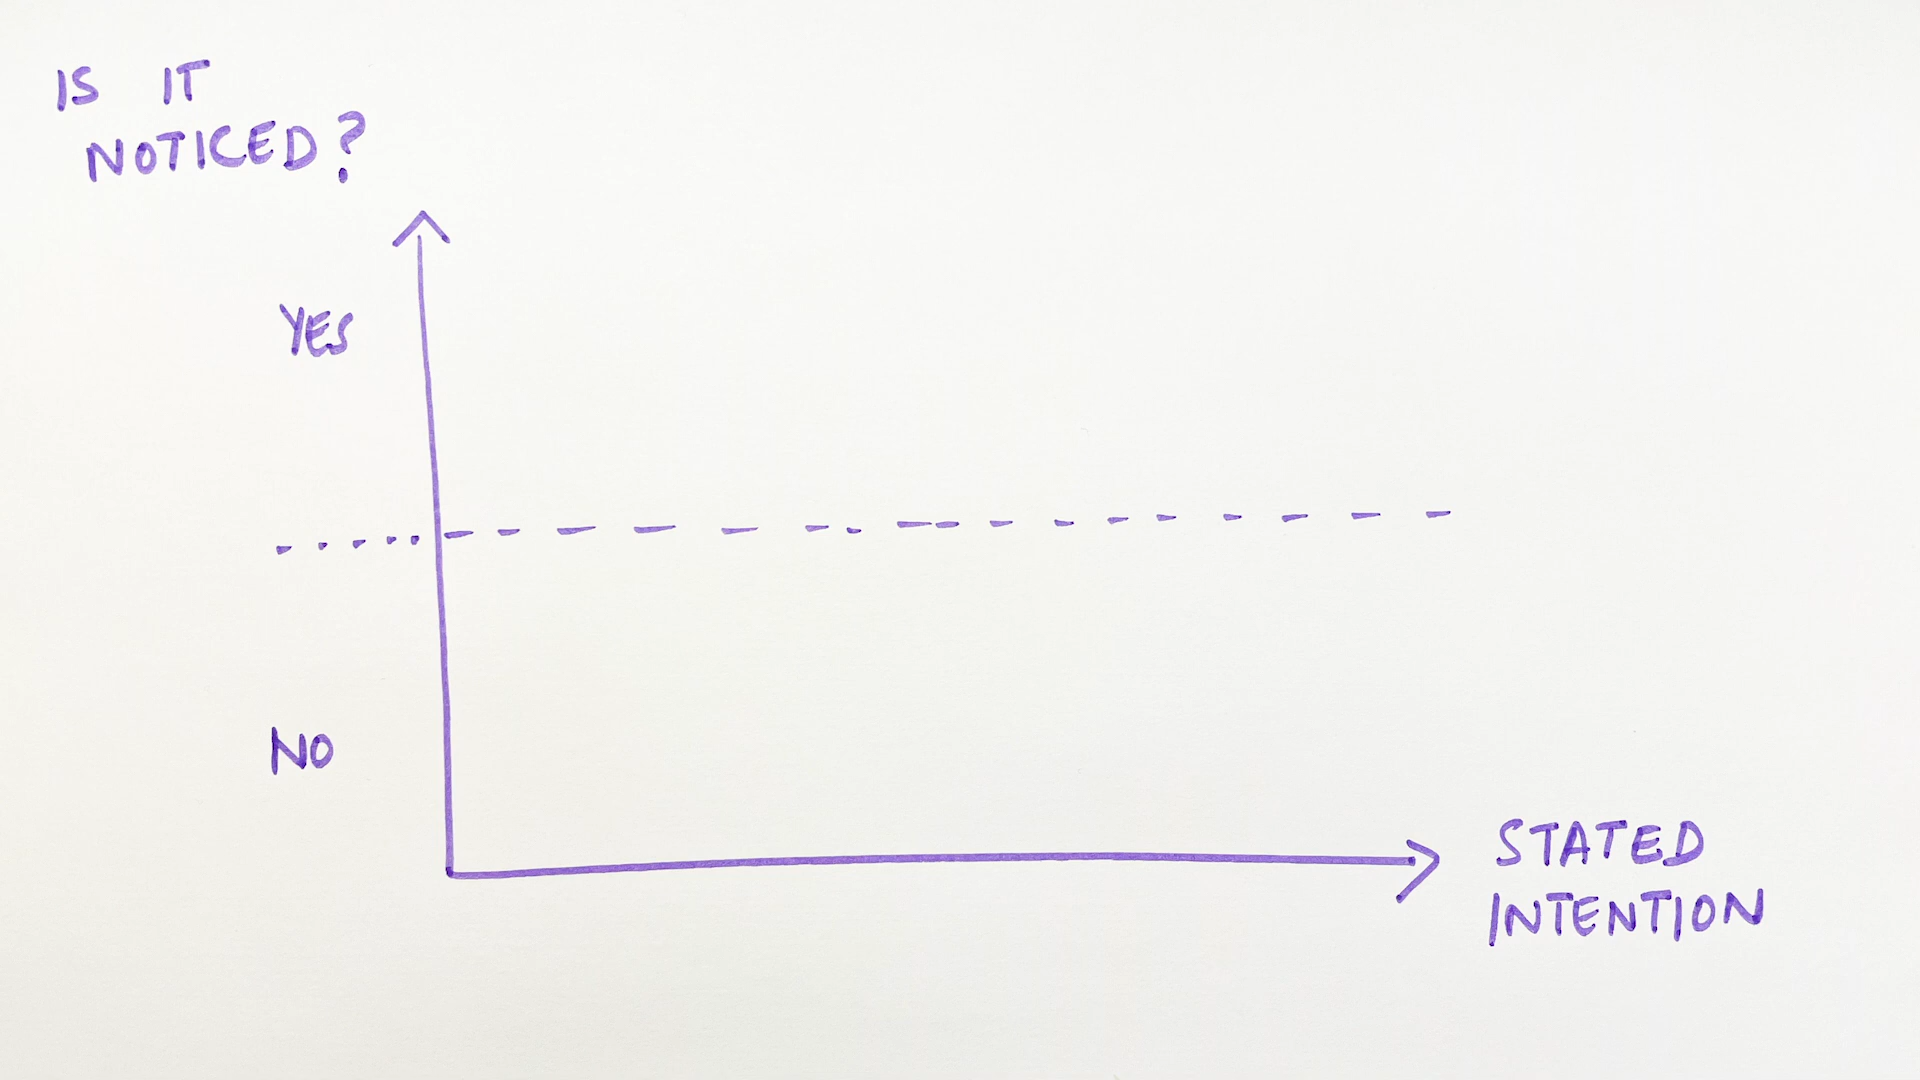 IS IT
NOTICED?
YES
NO
STATED
INTENTION